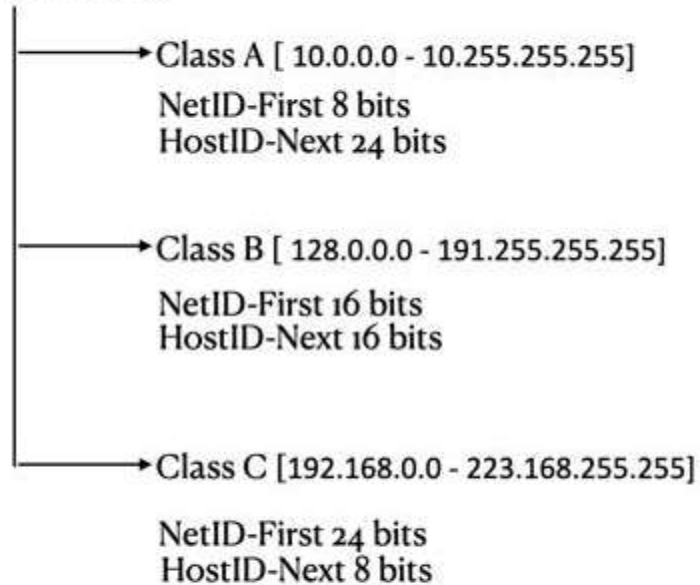 Class A [ 10.0.0.0 - 10.255.255.255]
NetID-First 8 bits
HostID-Next 24 bits
Class B [ 128.0.0.0 - 191.255.255.255]
NetID-First 16 bits
HostID-Next 16 bits
Class C [192.168.0.0 - 223.168.255.255]
NetID-First 24 bits
HostID-Next 8 bits